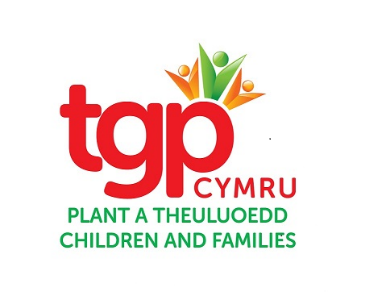 tgp
CYMRU
PLANT A THEULUOEDD
CHILDREN AND FAMILIES